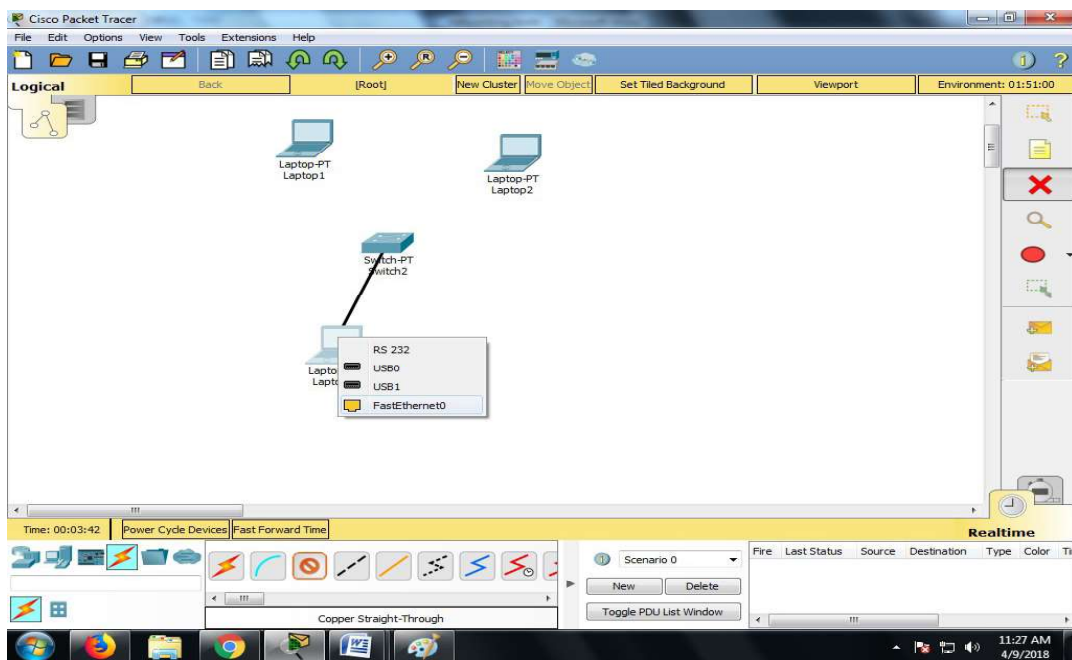 Cisco Packet Tracer
File Edit Options View Tools Extensions Help
Logical Back [Root] New Cluster Move Object Set Tiled Background Viewport Environment: 01:51:00
Laptop-PT
Laptop1
Laptop-PT
Laptop2
Switch-PT
Switch2
RS 232
USB0
USB1
FastEthernet0
Lapto
Lapt
Time: 00:03:42 Power Cycle Devices Fast Forward Time Realtime
Scenario 0
New Delete
Toggle PDU List Window
Fire Last Status Source Destination Type Color Ti
Copper Straight-Through
11:27 AM
4/9/2018